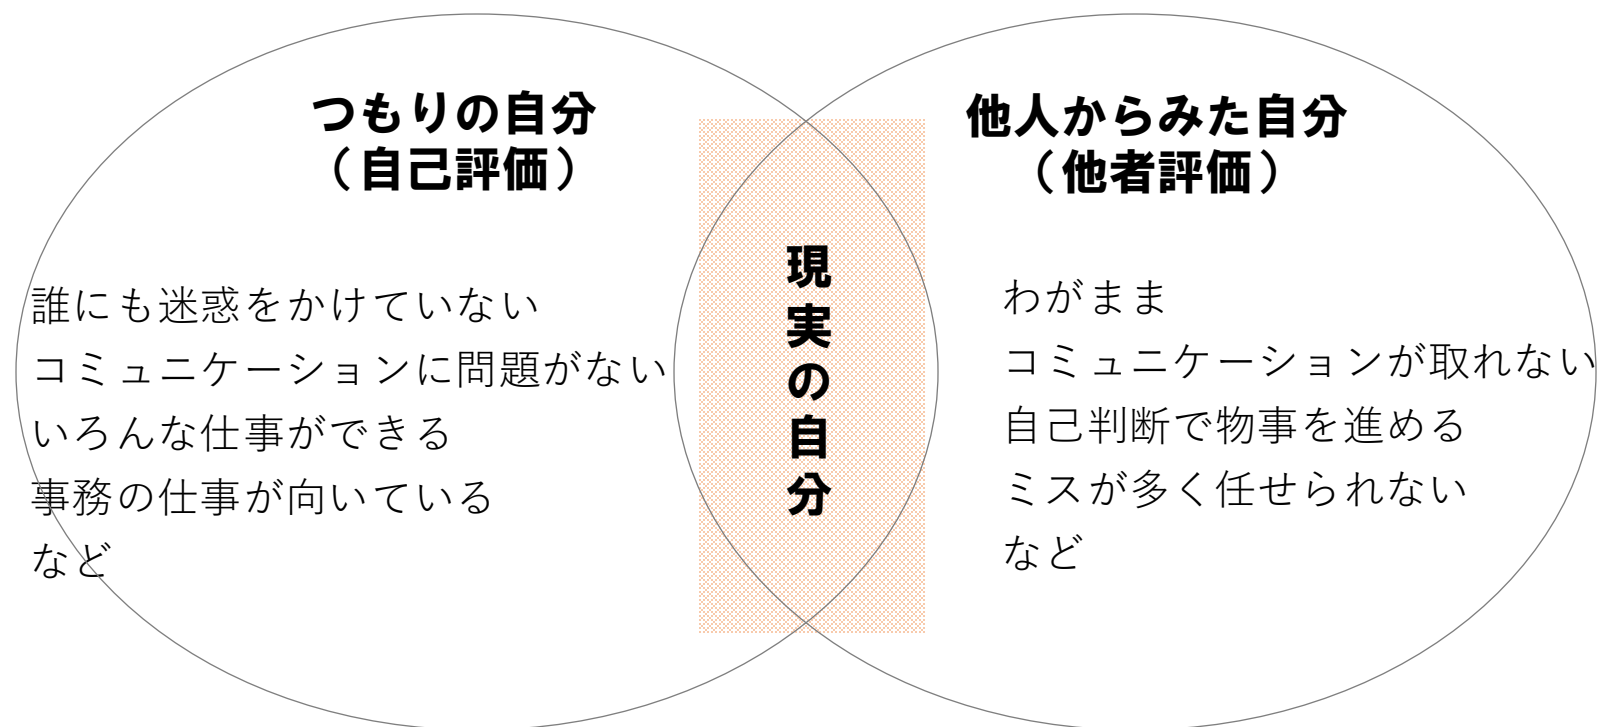 つもりの自分
（自己評価）
誰にも迷惑をかけていない
コミュニケーションに問題がない
いろんな仕事ができる
事務の仕事が向いている
など
現実の自分
他人からみた自分
（他者評価）
わがまま
コミュニケーションが取れない
自己判断で物事を進める
ミスが多く任せられない
など